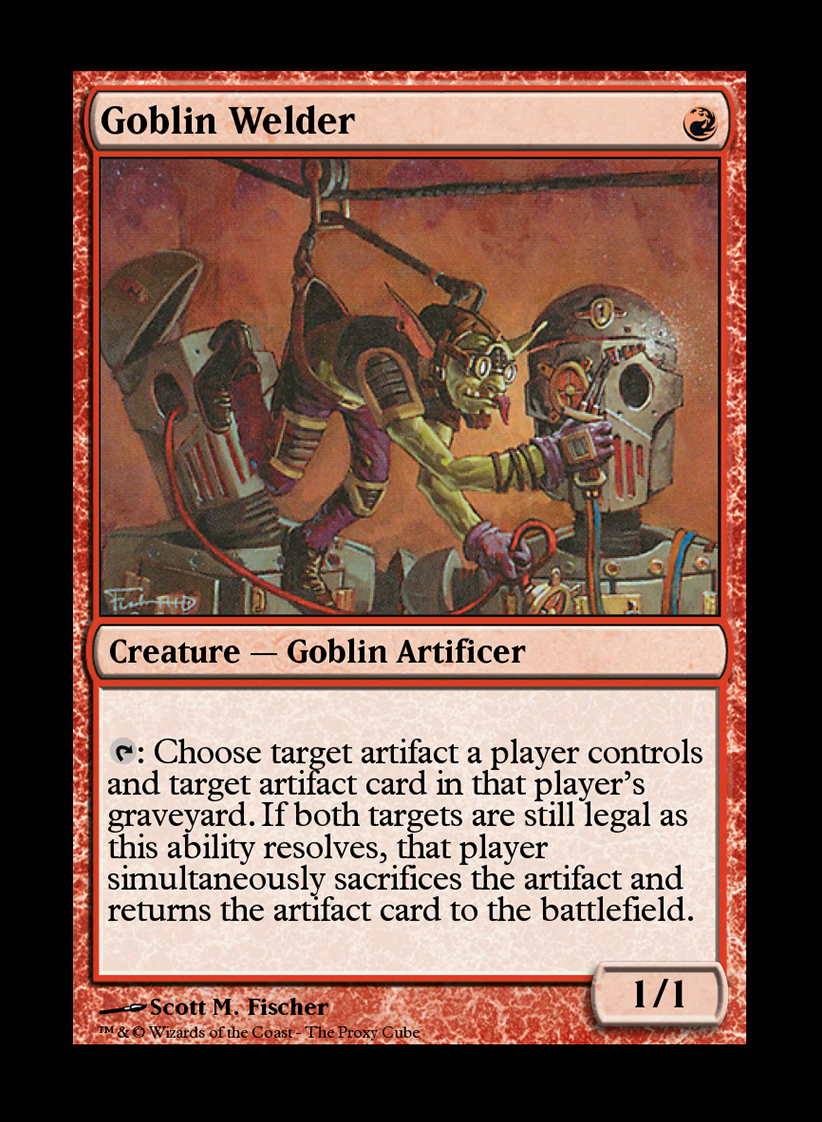 Goblin Welder
Creature — Goblin Artificer
: Choose target artifact a player controls
and target artifact card in that player's
graveyard. If both targets are still legal as
this ability resolves, that player
simultaneously sacrifices the artifact and
returns the artifact card to the battlefield.
1/1
Scott M. Fischer
™ & © Wizards of the Coast - The Proxy Cube